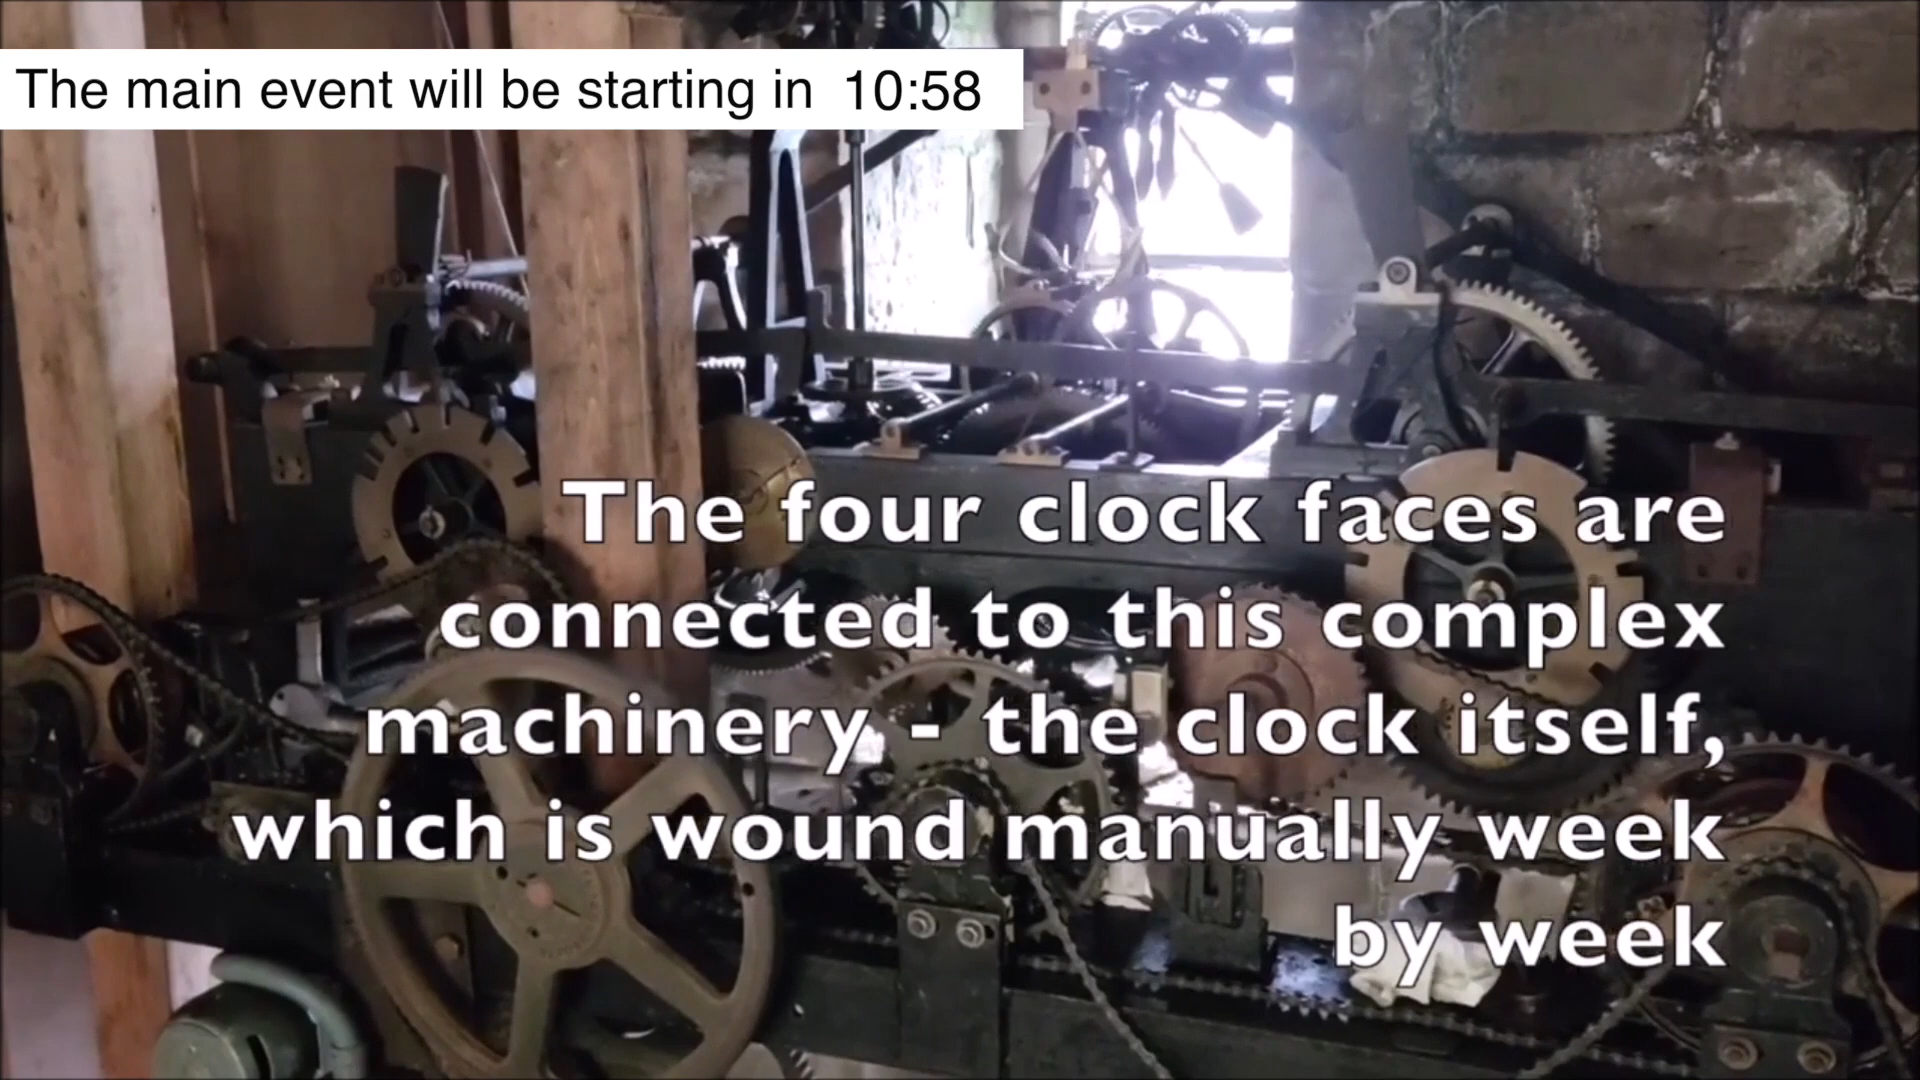 The main event will be starting in 10:58
The four clock faces are
connected to this complex
machinery - the clock itself,
which is wound manually week
by week